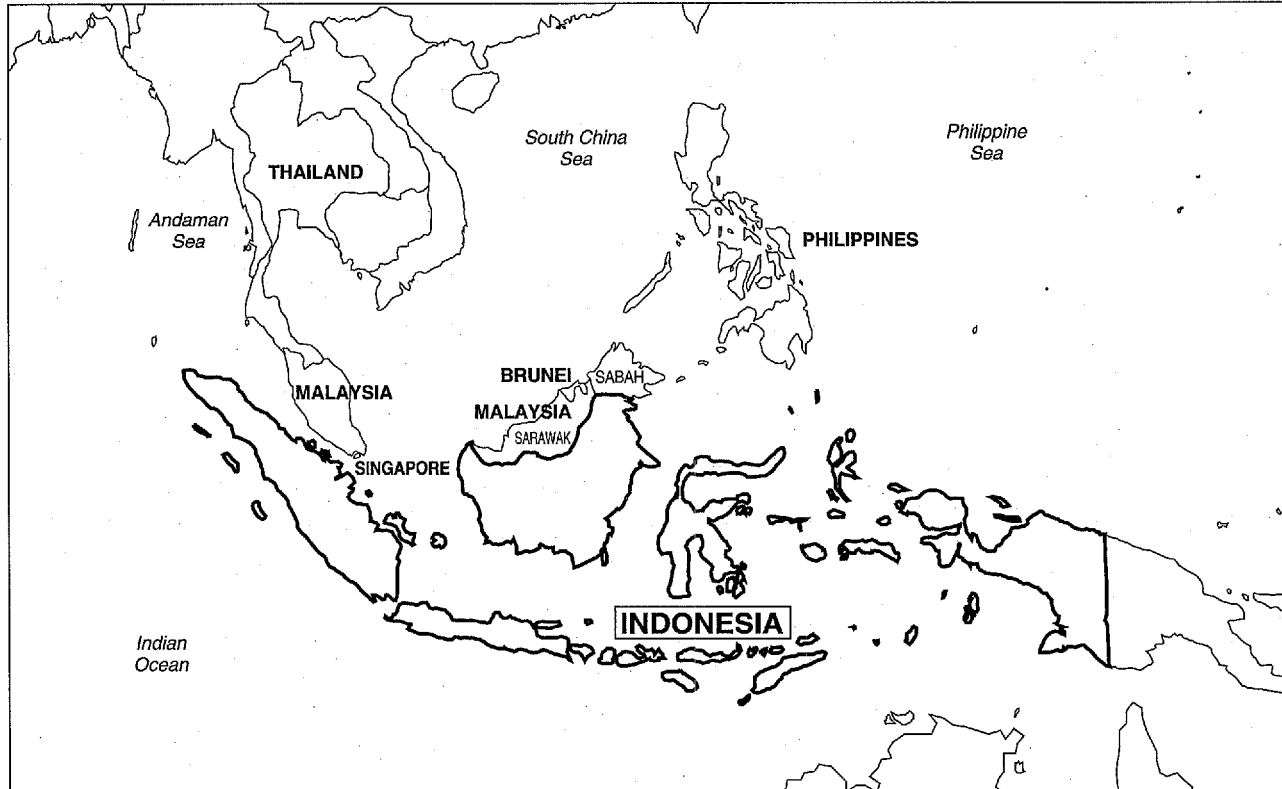 South China
Sea
Philippine
Sea
THAILAND
Andaman
Sea
PHILIPPINES
BRUNEI
SABAH
MALAYSIA
MALAYSIA
SARAWAK
SINGAPORE
INDONESIA
Indian
Ocean